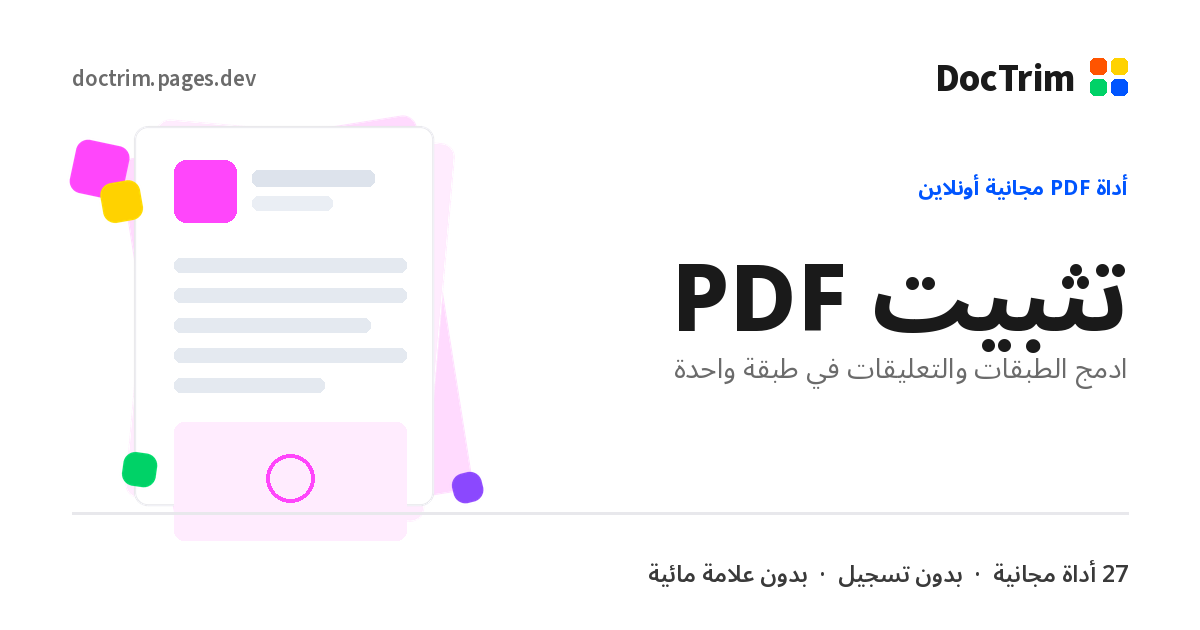 DocTrim
doctrim.pages.dev
أداة PDF مجانية أونلاين
تثبيت PDF
ادمج الطبقات والتعليقات في طبقة واحدة
27 أداة مجانية · بدون تسجيل · بدون علامة مائية